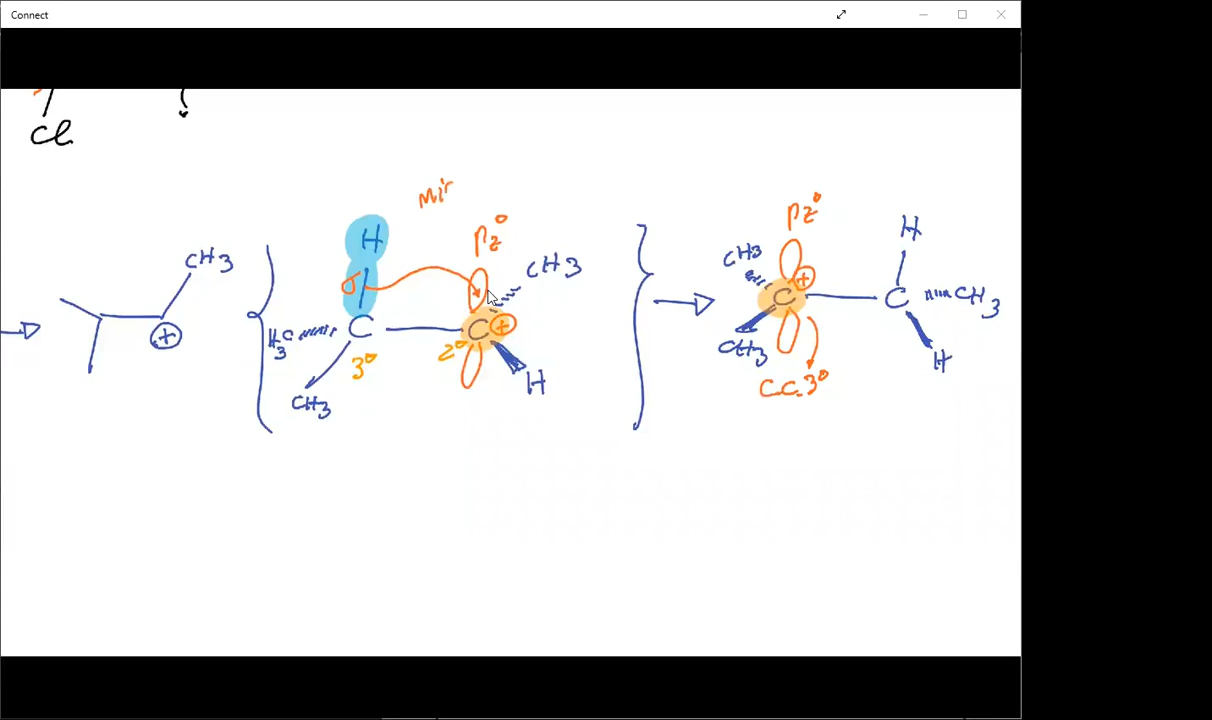 Connect
Cl
Mir
Pz°
Pz°
H
H
CH3
CH3
CH3
σ
+
H3C
C
C
+
C
+
C
CH3
3°
2°
H
CH3
H
CH3
C.C.3°